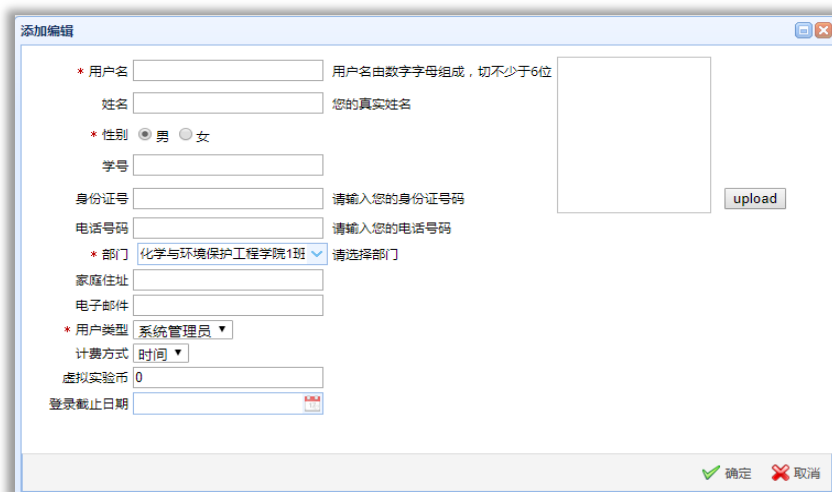 添加编辑
* 用户名 用户名由数字字母组成，切不少于6位
姓名 您的真实姓名
* 性别 男 女
学号
身份证号 请输入您的身份证号码 upload
电话号码 请输入您的电话号码
* 部门 化学与环境保护工程学院1班 请选择部门
家庭住址
电子邮件
* 用户类型 系统管理员
计费方式 时间
虚拟实验币 0
登录截止日期
确定 取消